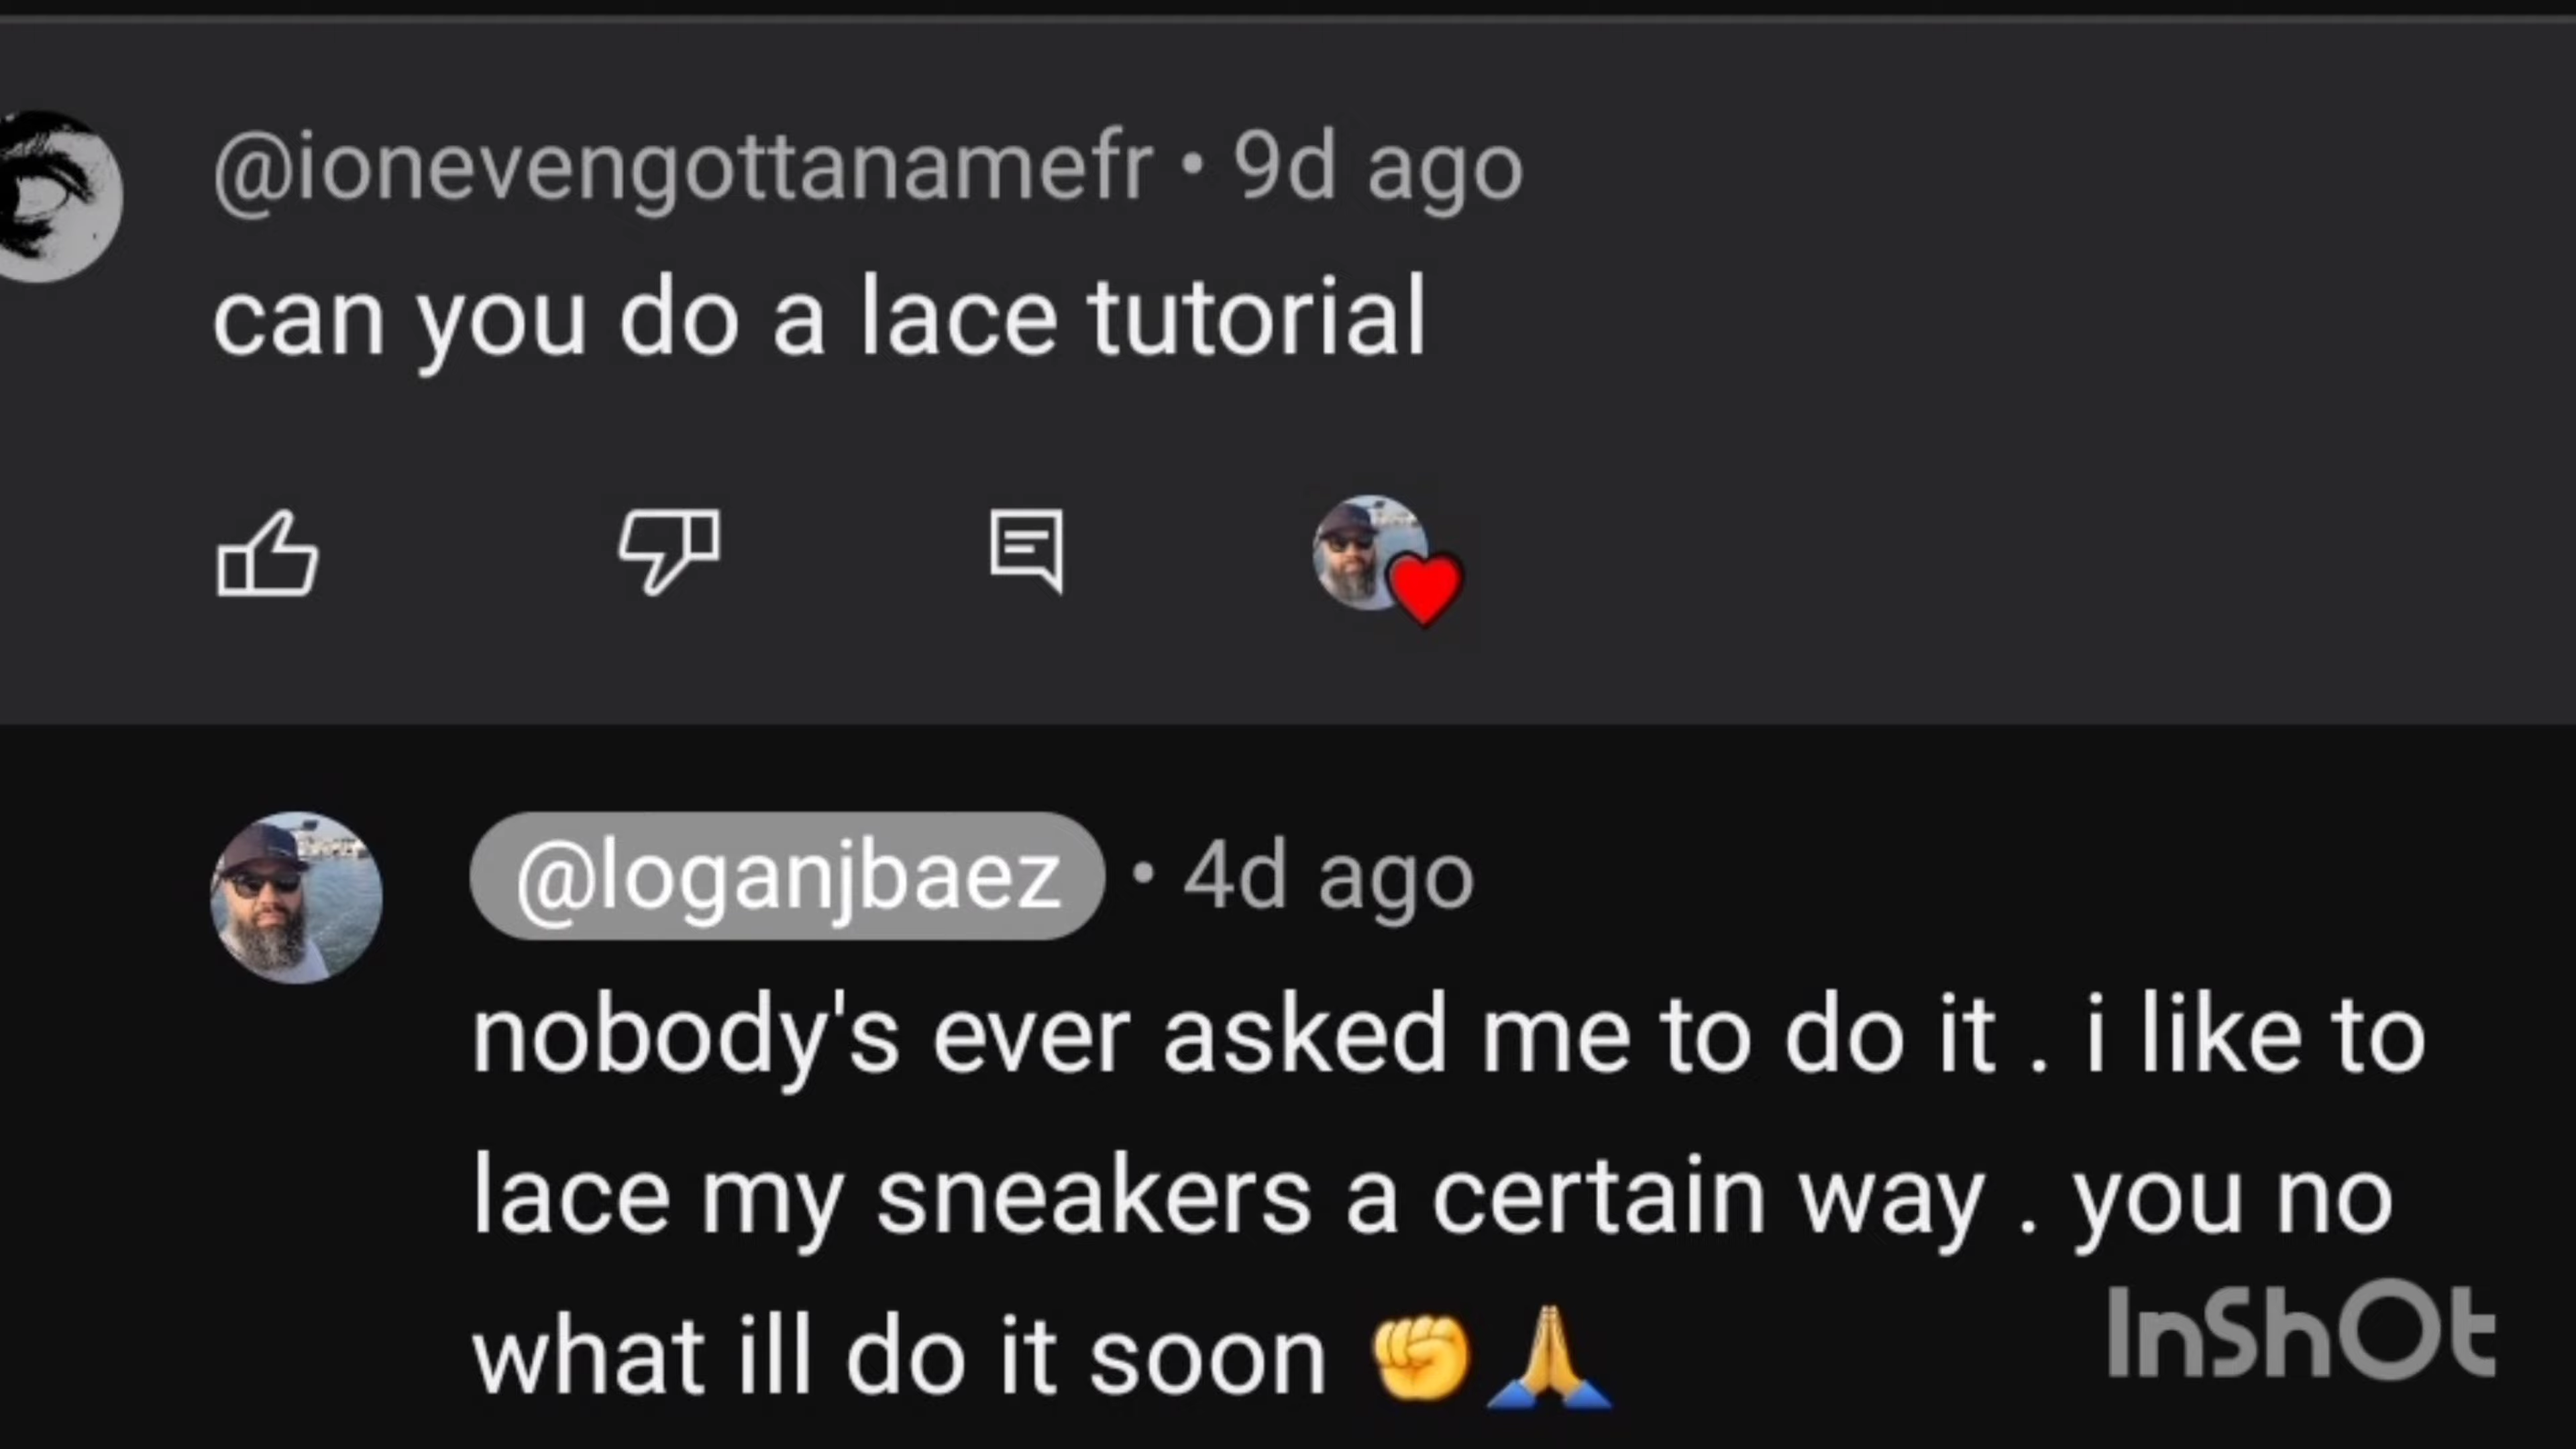 @ionevengottanamefr • 9d ago
can you do a lace tutorial
@loganjbaez • 4d ago
nobody's ever asked me to do it . i like to
lace my sneakers a certain way . you no
what ill do it soon ✊🙏
InShOt